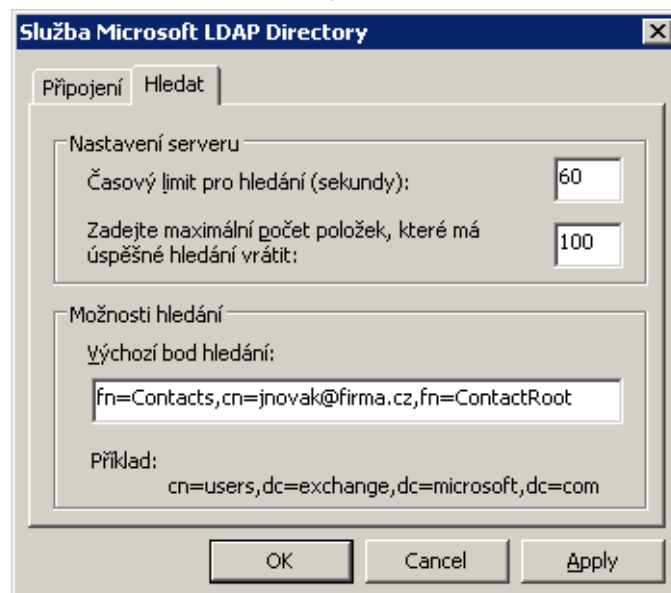 Služba Microsoft LDAP Directory
Připojení
Hledat
Nastavení serveru
Časový limit pro hledání (sekundy):
60
Zadejte maximální počet položek, které má
úspěšné hledání vrátit:
100
Možnosti hledání
Výchozí bod hledání:
fn=Contacts,cn=jnovak@firma.cz,fn=ContactRoot
Příklad:
cn=users,dc=exchange,dc=microsoft,dc=com
OK
Cancel
Apply